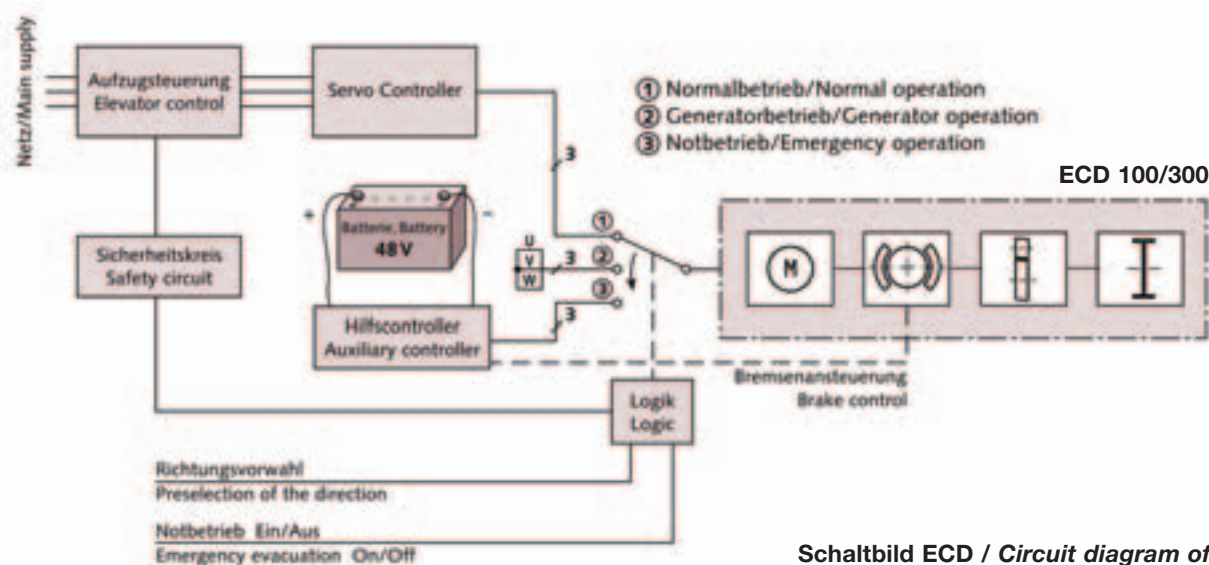 Netz/Main supply
Aufzugsteuerung
Elevator control
Servo Controller
① Normalbetrieb/Normal operation
② Generatorbetrieb/Generator operation
③ Notbetrieb/Emergency operation
3
ECD 100/300
+
Batterie, Battery
48 V
–
Sicherheitskreis
Safety circuit
U
V
W
①
②
③
3
3
M
Hilfscontroller
Auxiliary controller
Bremsenansteuerung
Brake control
Logik
Logic
Richtungsvorwahl
Preselection of the direction
Notbetrieb Ein/Aus
Emergency evacuation On/Off
Schaltbild ECD / Circuit diagram of